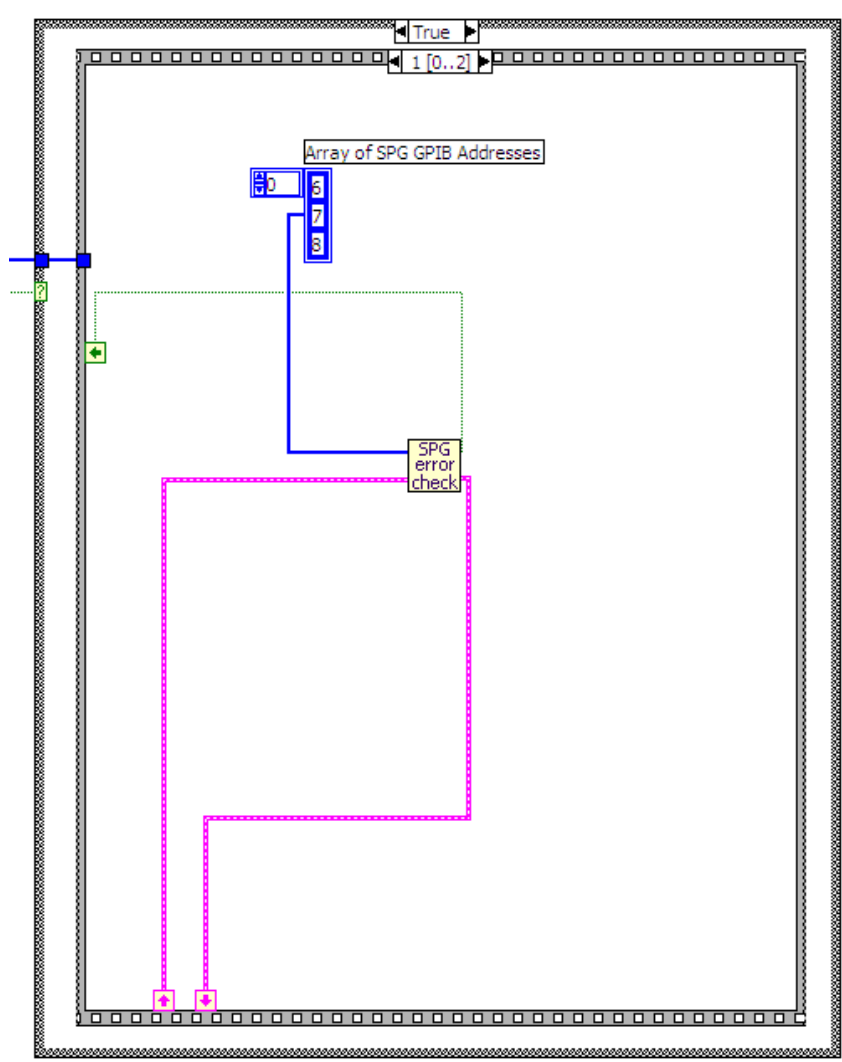 True
1 [0..2]
Array of SPG GPIB Addresses
0
6
7
8
?
SPG
error
check